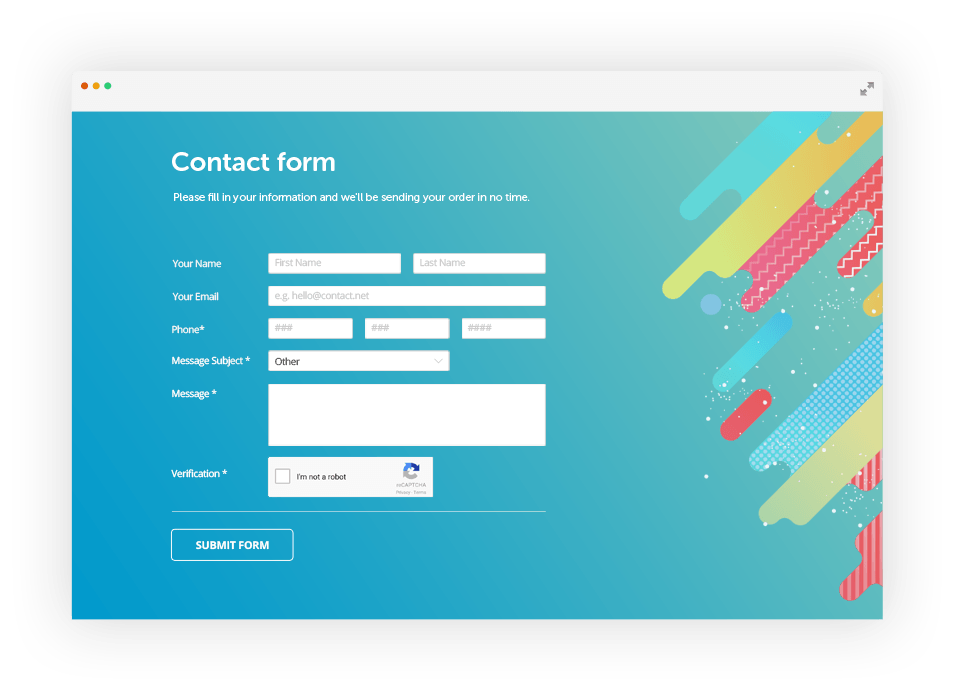 Contact form
Please fill in your information and we'll be sending your order in no time.
Your Name First Name Last Name
Your Email e.g. hello@contact.net
Phone* ### ### ####
Message Subject * Other
Message *
Verification * I'm not a robot
reCAPTCHA
Privacy - Terms
SUBMIT FORM